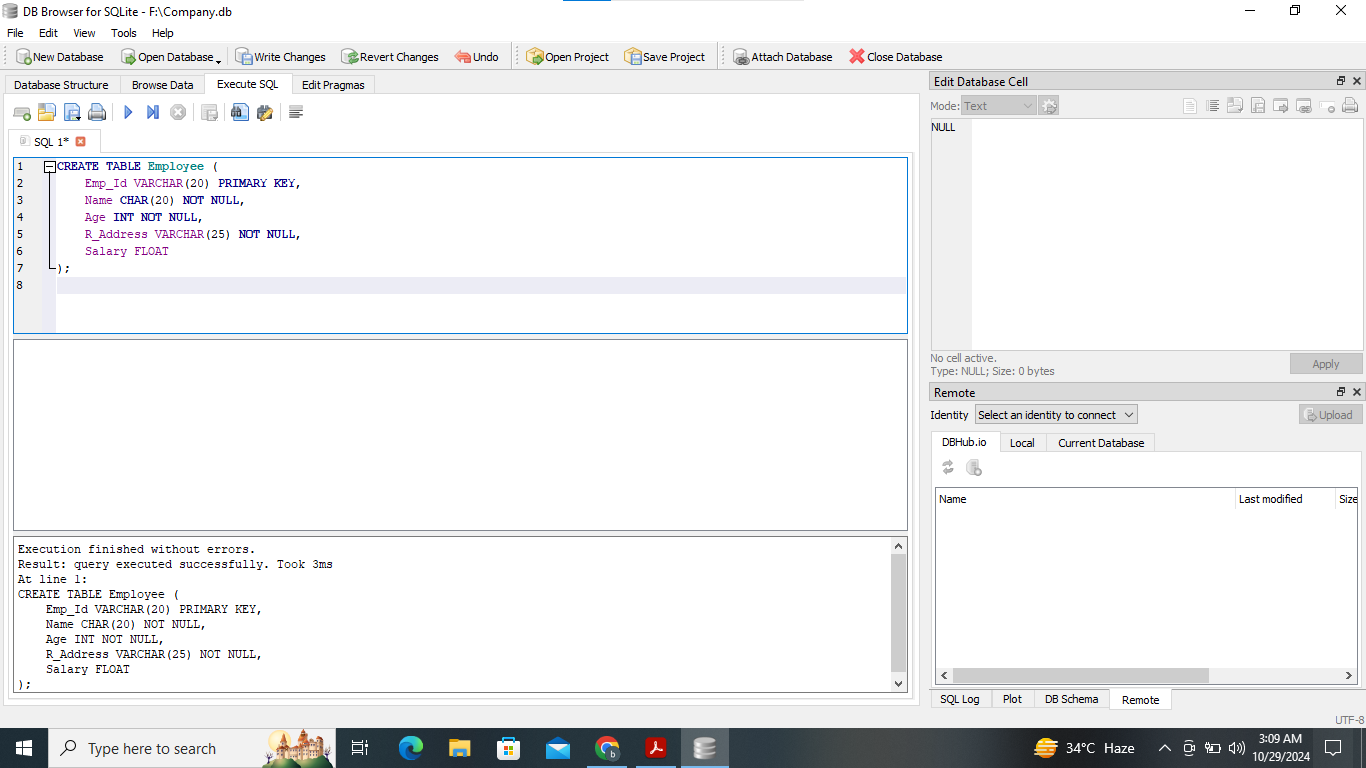 DB Browser for SQLite - F:\Company.db
File Edit View Tools Help
New Database Open Database Write Changes Revert Changes Undo Open Project Save Project Attach Database Close Database
Database Structure Browse Data Execute SQL Edit Pragmas
SQL 1*
1 CREATE TABLE Employee (
2 Emp_Id VARCHAR(20) PRIMARY KEY,
3 Name CHAR(20) NOT NULL,
4 Age INT NOT NULL,
5 R_Address VARCHAR(25) NOT NULL,
6 Salary FLOAT
7 );
8
Execution finished without errors.
Result: query executed successfully. Took 3ms
At line 1:
CREATE TABLE Employee (
Emp_Id VARCHAR(20) PRIMARY KEY,
Name CHAR(20) NOT NULL,
Age INT NOT NULL,
R_Address VARCHAR(25) NOT NULL,
Salary FLOAT
);
Edit Database Cell
Mode: Text
NULL
No cell active.
Type: NULL; Size: 0 bytes
Apply
Remote
Identity Select an identity to connect Upload
DBHub.io Local Current Database
Name Last modified Size
SQL Log Plot DB Schema Remote
UTF-8
Type here to search
34°C Haze
3:09 AM
10/29/2024